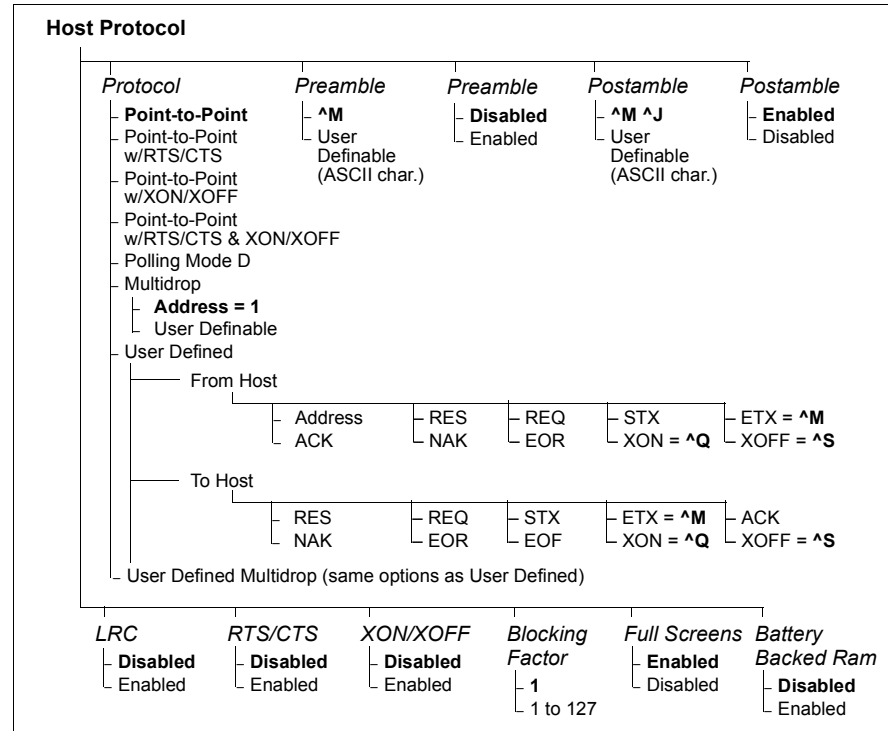 Host Protocol
Protocol Preamble Preamble Postamble Postamble
Point-to-Point ^M Disabled ^M ^J Enabled
Point-to-Point User Enabled User Disabled
w/RTS/CTS Definable Definable
Point-to-Point (ASCII char.) (ASCII char.)
w/XON/XOFF
Point-to-Point
w/RTS/CTS & XON/XOFF
Polling Mode D
Multidrop
Address = 1
User Definable
User Defined
From Host
Address RES REQ STX ETX = ^M
ACK NAK EOR XON = ^Q XOFF = ^S
To Host
RES REQ STX ETX = ^M ACK
NAK EOR EOF XON = ^Q XOFF = ^S
User Defined Multidrop (same options as User Defined)
LRC RTS/CTS XON/XOFF Blocking Full Screens Battery
Disabled Disabled Disabled Factor Enabled Backed Ram
Enabled Enabled Enabled 1 Disabled Disabled
1 to 127 Enabled